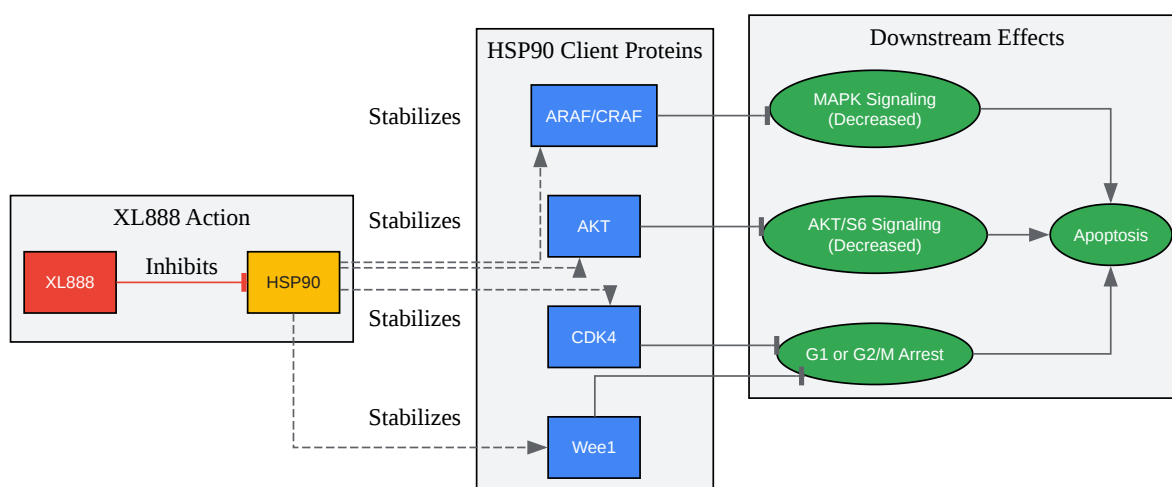 XL888 Action
XL888
Inhibits
HSP90
Stabilizes
Stabilizes
Stabilizes
Stabilizes
HSP90 Client Proteins
ARAF/CRAF
AKT
CDK4
Wee1
Downstream Effects
MAPK Signaling
(Decreased)
AKT/S6 Signaling
(Decreased)
G1 or G2/M Arrest
Apoptosis